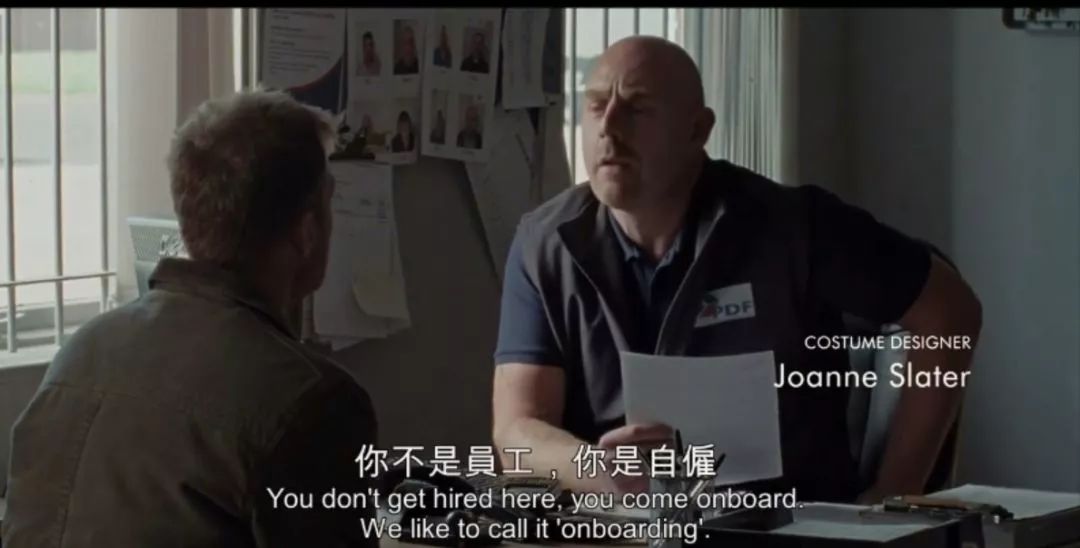 PDF
COSTUME DESIGNER
Joanne Slater
你不是員工，你是自僱
You don't get hired here, you come onboard.
We like to call it 'onboarding'.